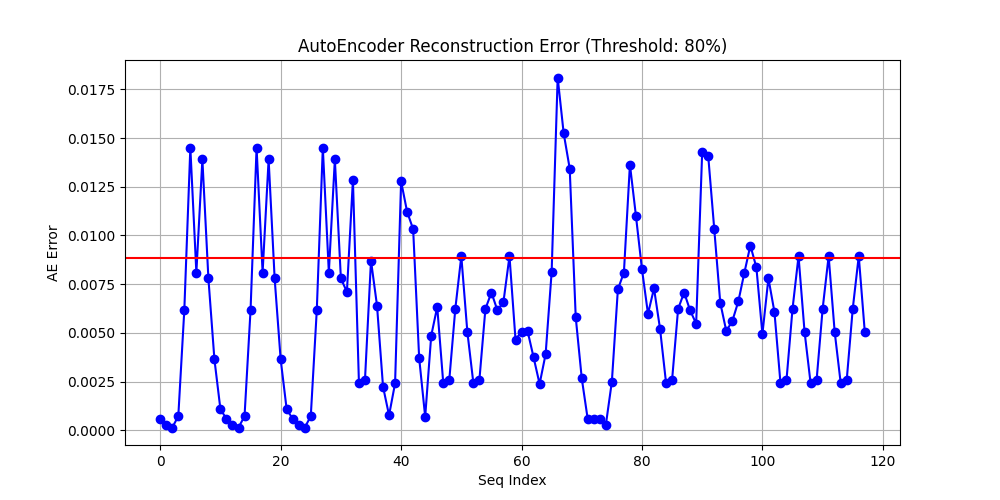 AutoEncoder Reconstruction Error (Threshold: 80%)
0.0175
0.0150
0.0125
0.0100
0.0075
0.0050
0.0025
0.0000
AE Error
0 20 40 60 80 100 120
Seq Index